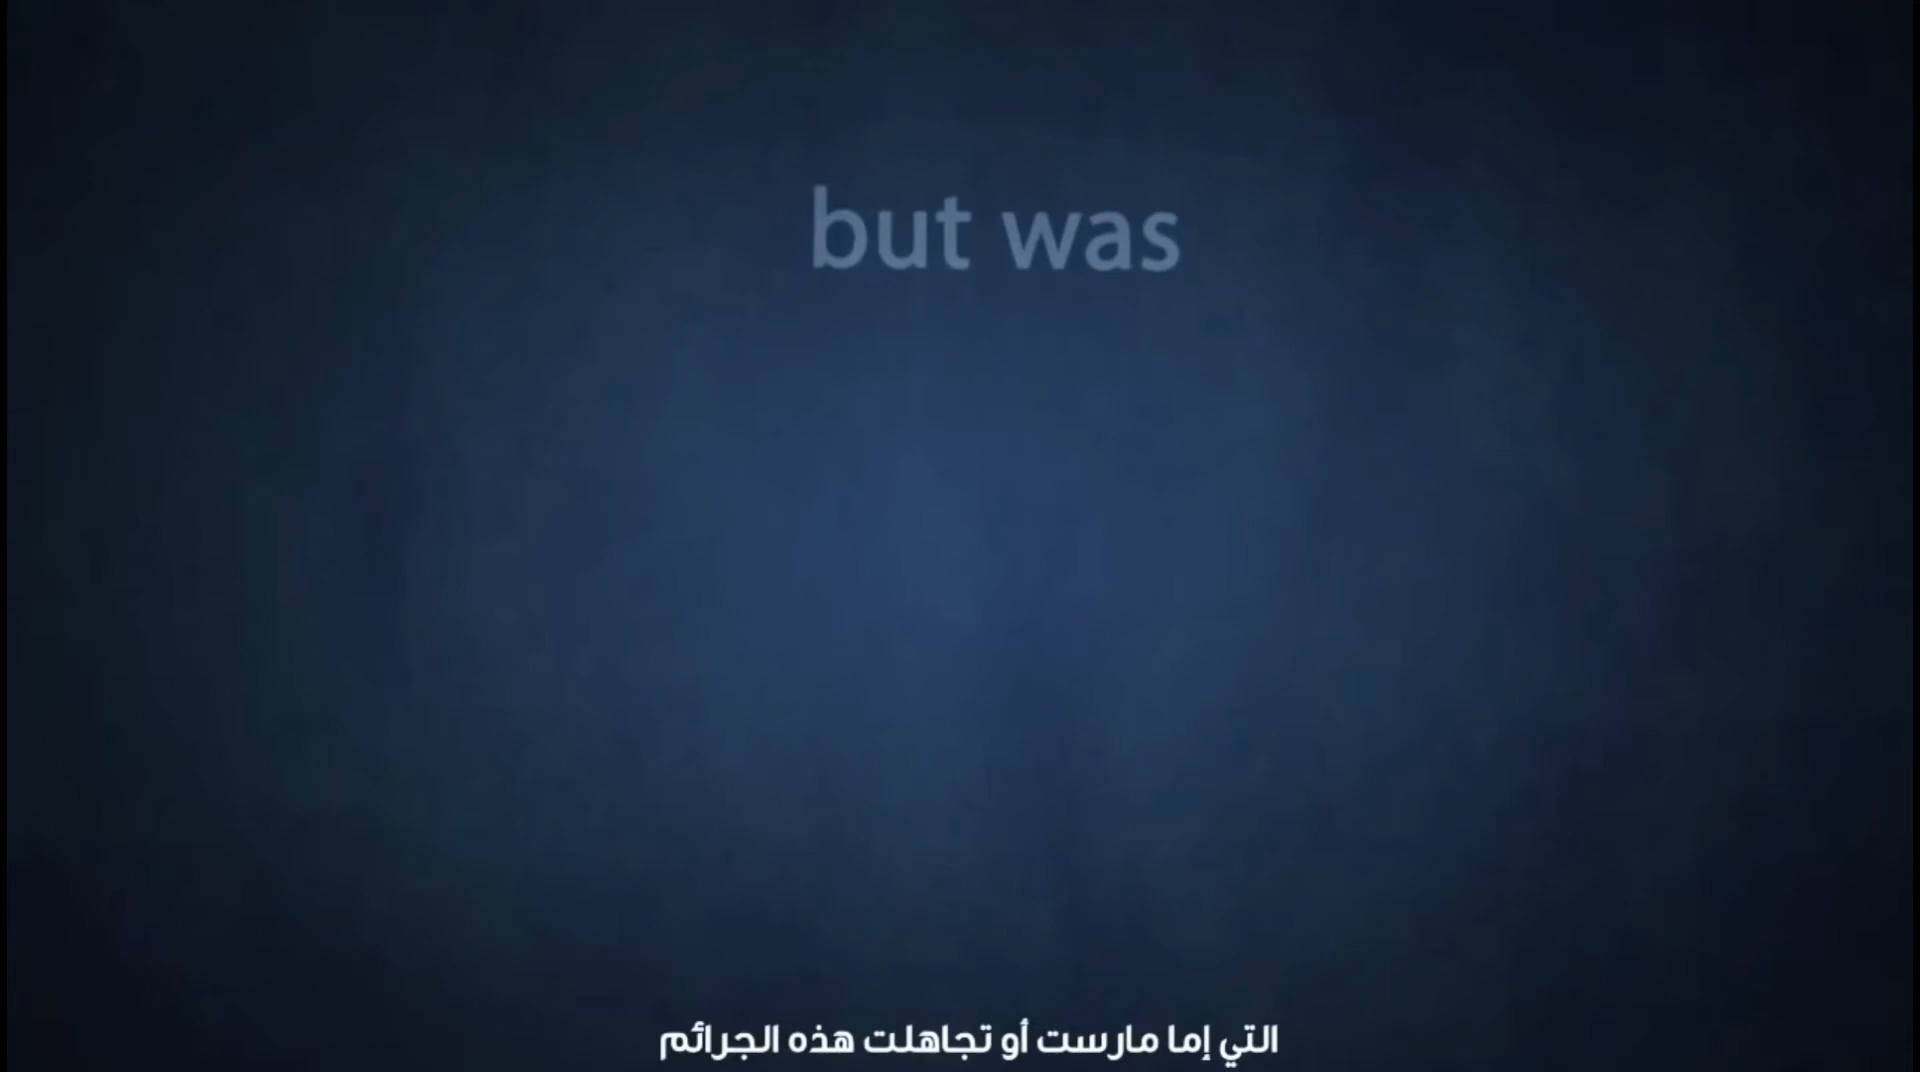 but was
التي إما مارست أو تجاهلت هذه الجرائم